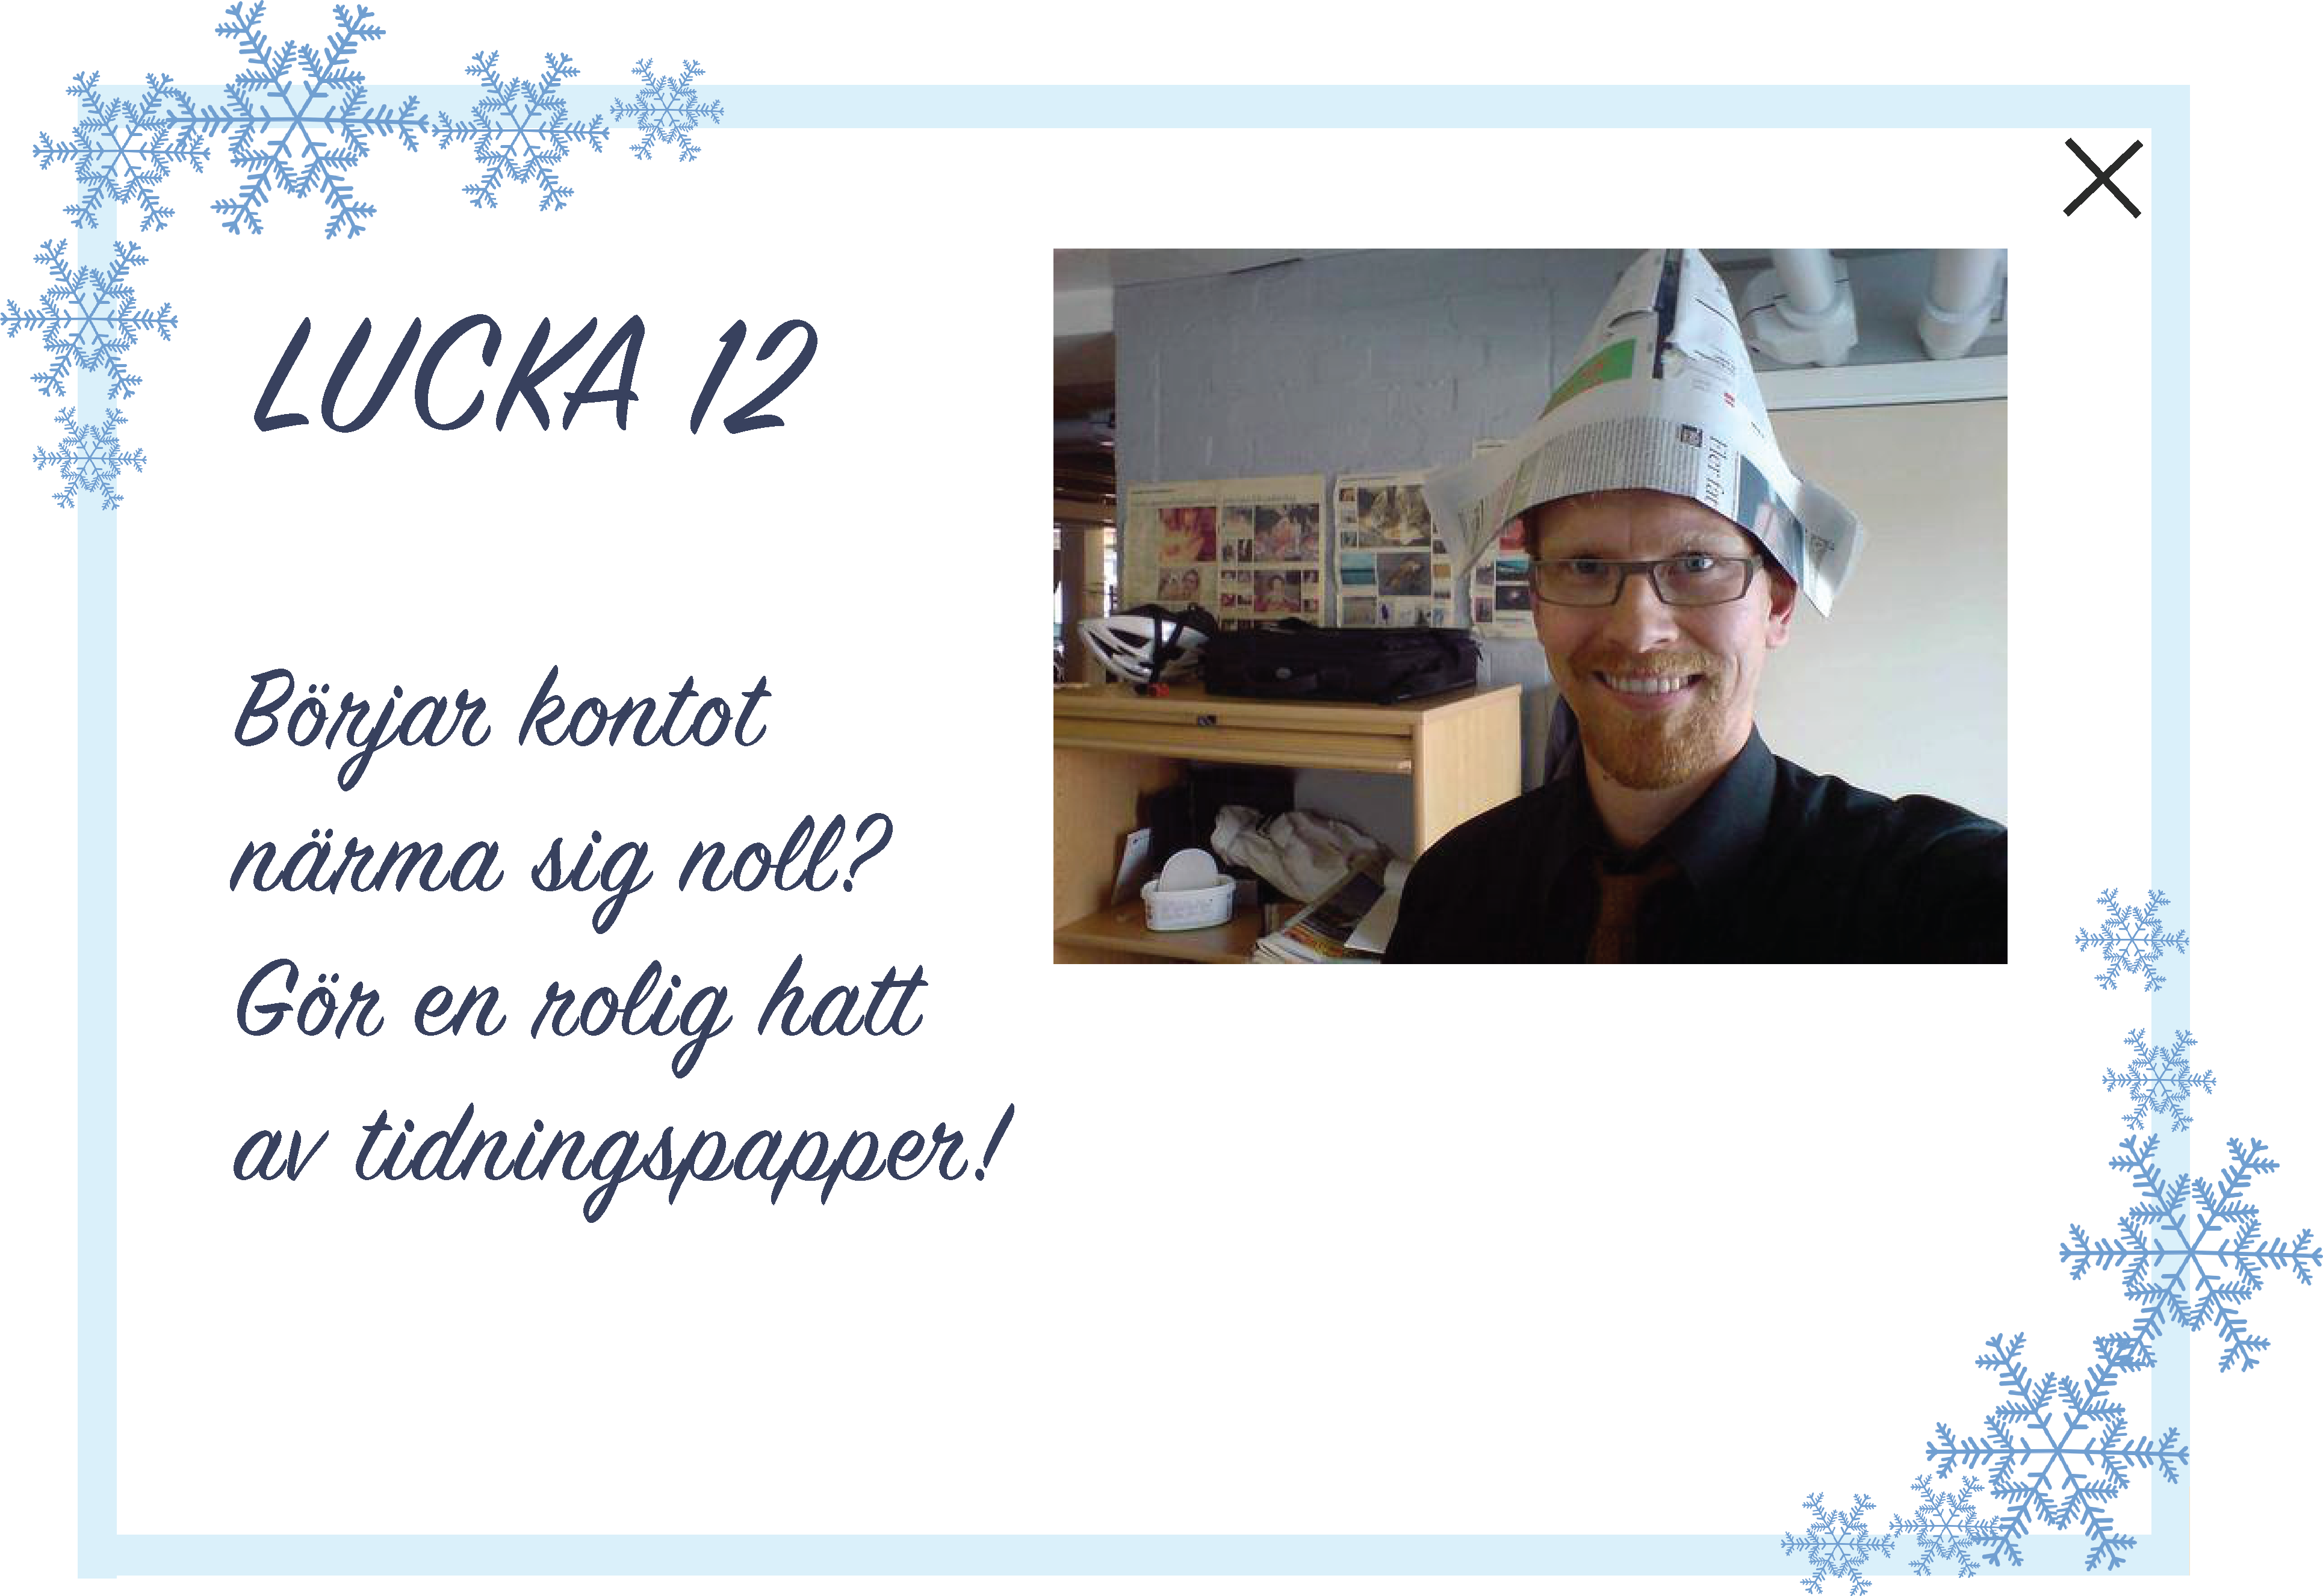 LUCKA 12
Börjar kontot
närma sig noll?
Gör en rolig hatt
av tidningspapper!